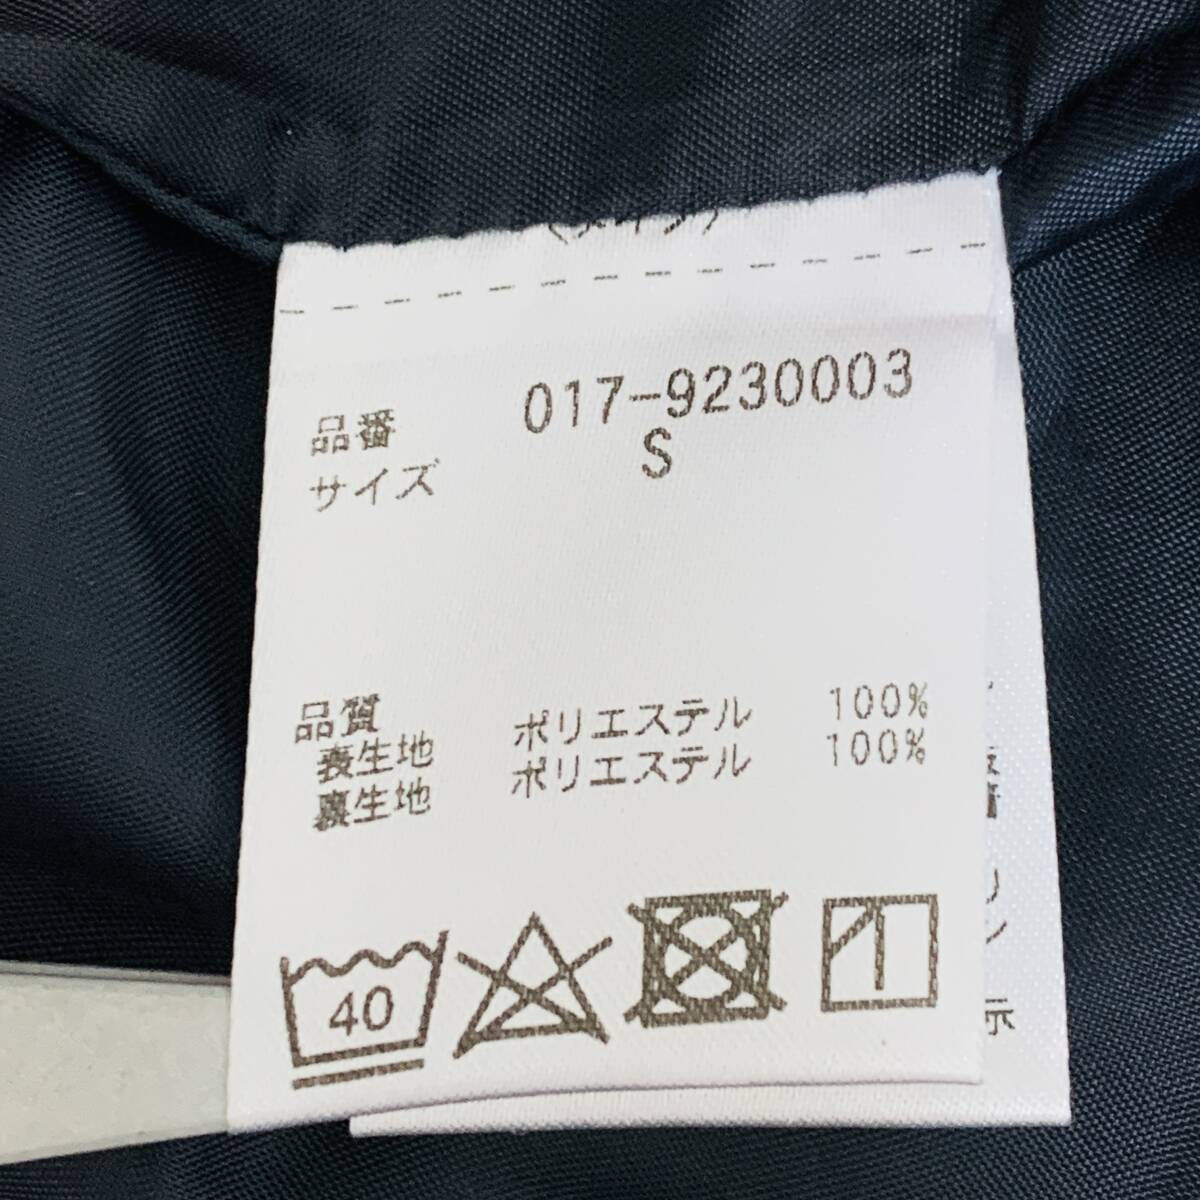 品番 017-9230003
サイズ S
品質
表生地 ポリエステル 100%
裏生地 ポリエステル 100%
40
示